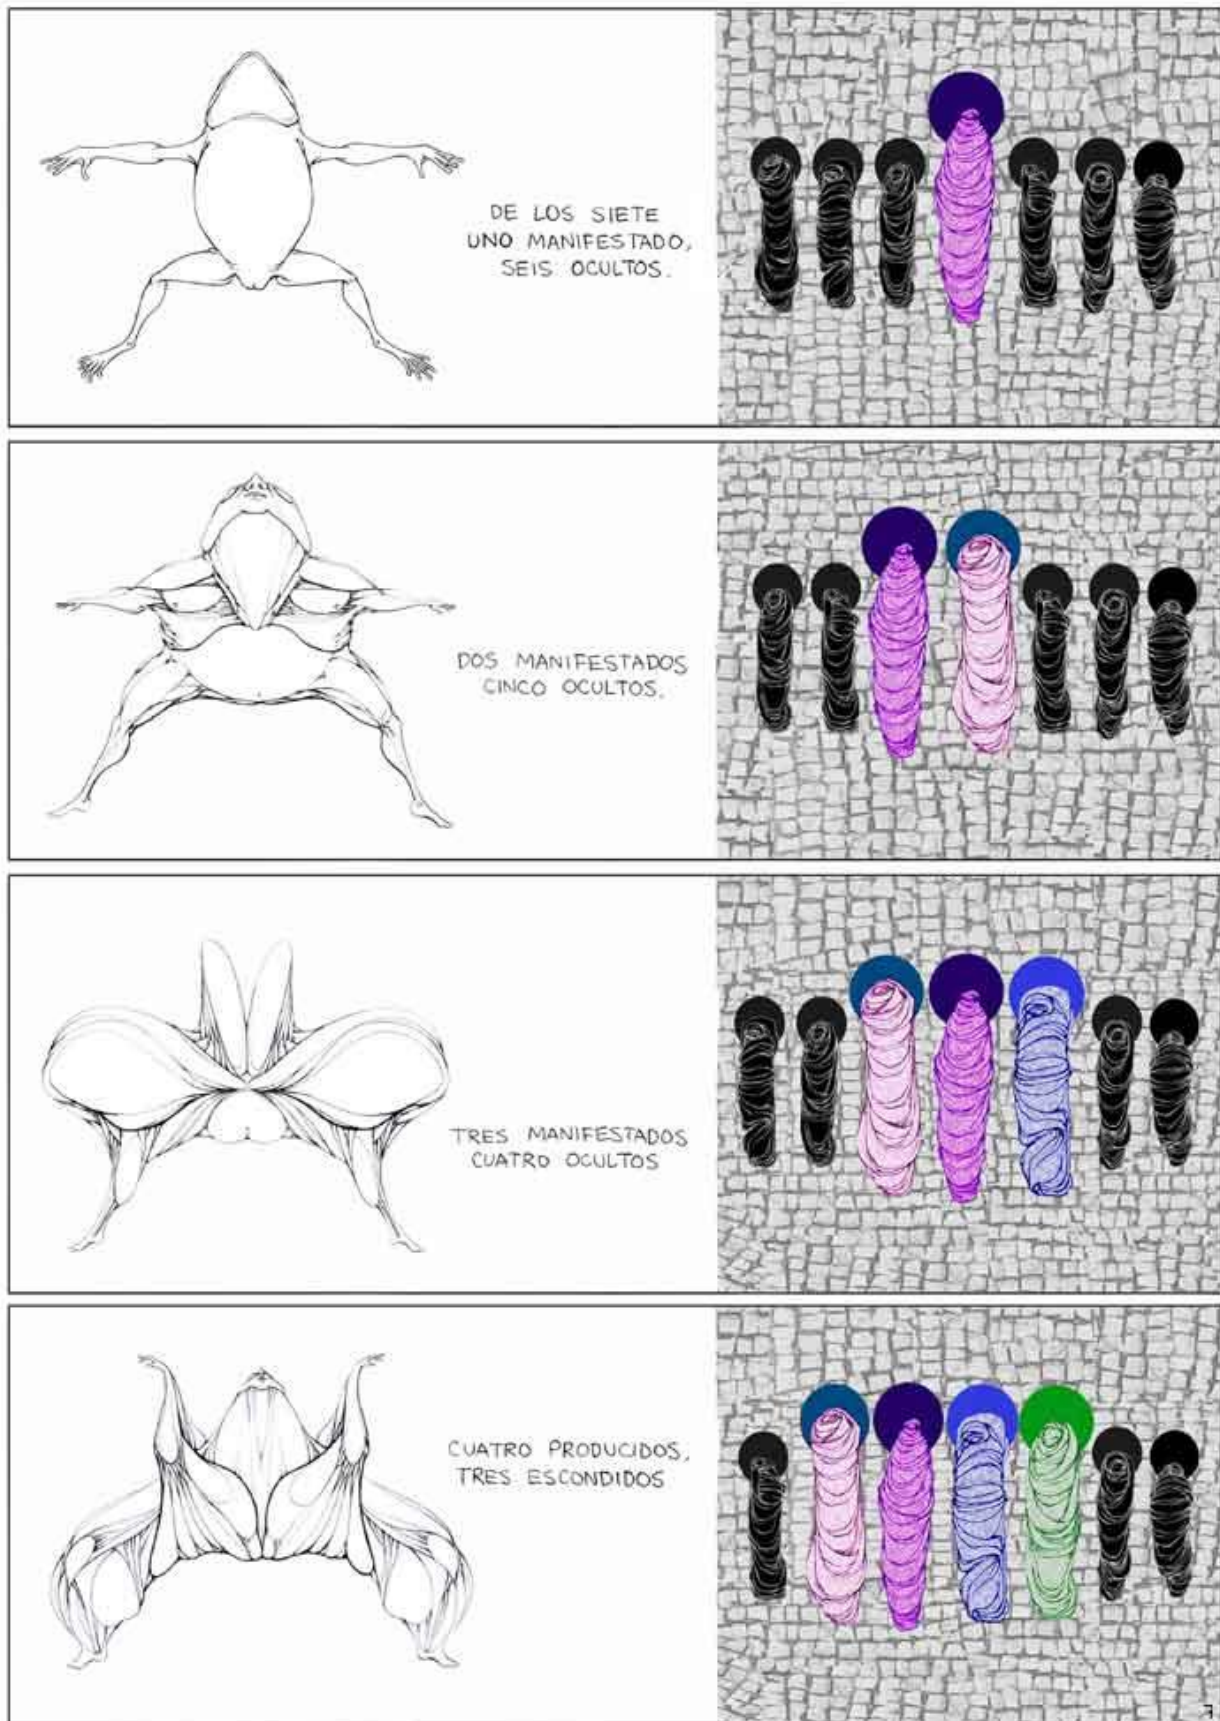 DE LOS SIETE
UNO MANIFESTADO,
SEIS OCULTOS.
DOS MANIFESTADOS
CINCO OCULTOS.
TRES MANIFESTADOS
CUATRO OCULTOS
CUATRO PRODUCIDOS,
TRES ESCONDIDOS